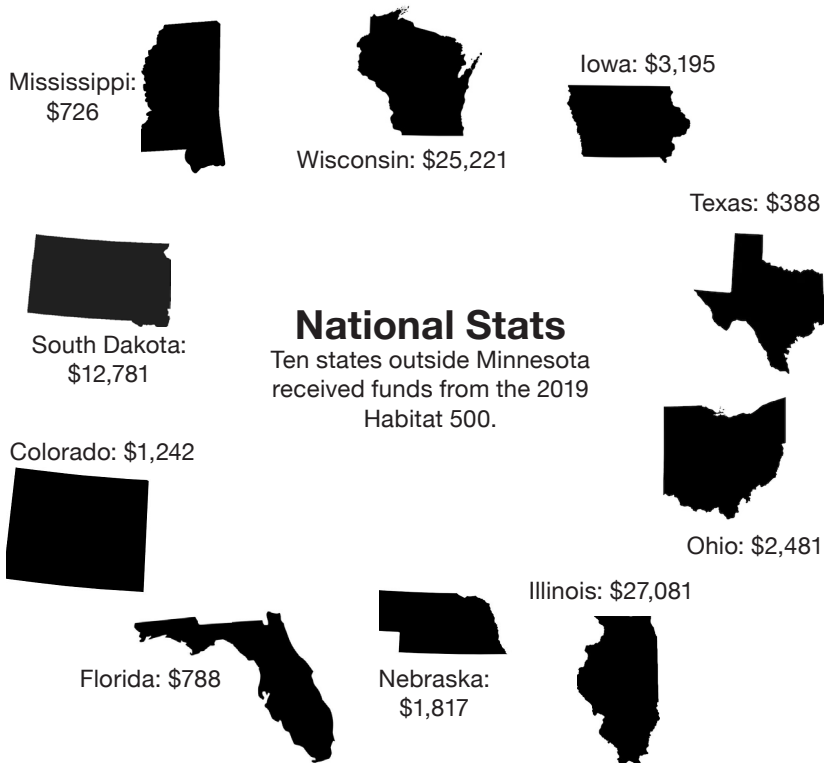 Mississippi:
$726
Wisconsin: $25,221
Iowa: $3,195
Texas: $388
South Dakota:
$12,781
National Stats
Ten states outside Minnesota
received funds from the 2019
Habitat 500.
Colorado: $1,242
Ohio: $2,481
Illinois: $27,081
Florida: $788
Nebraska:
$1,817